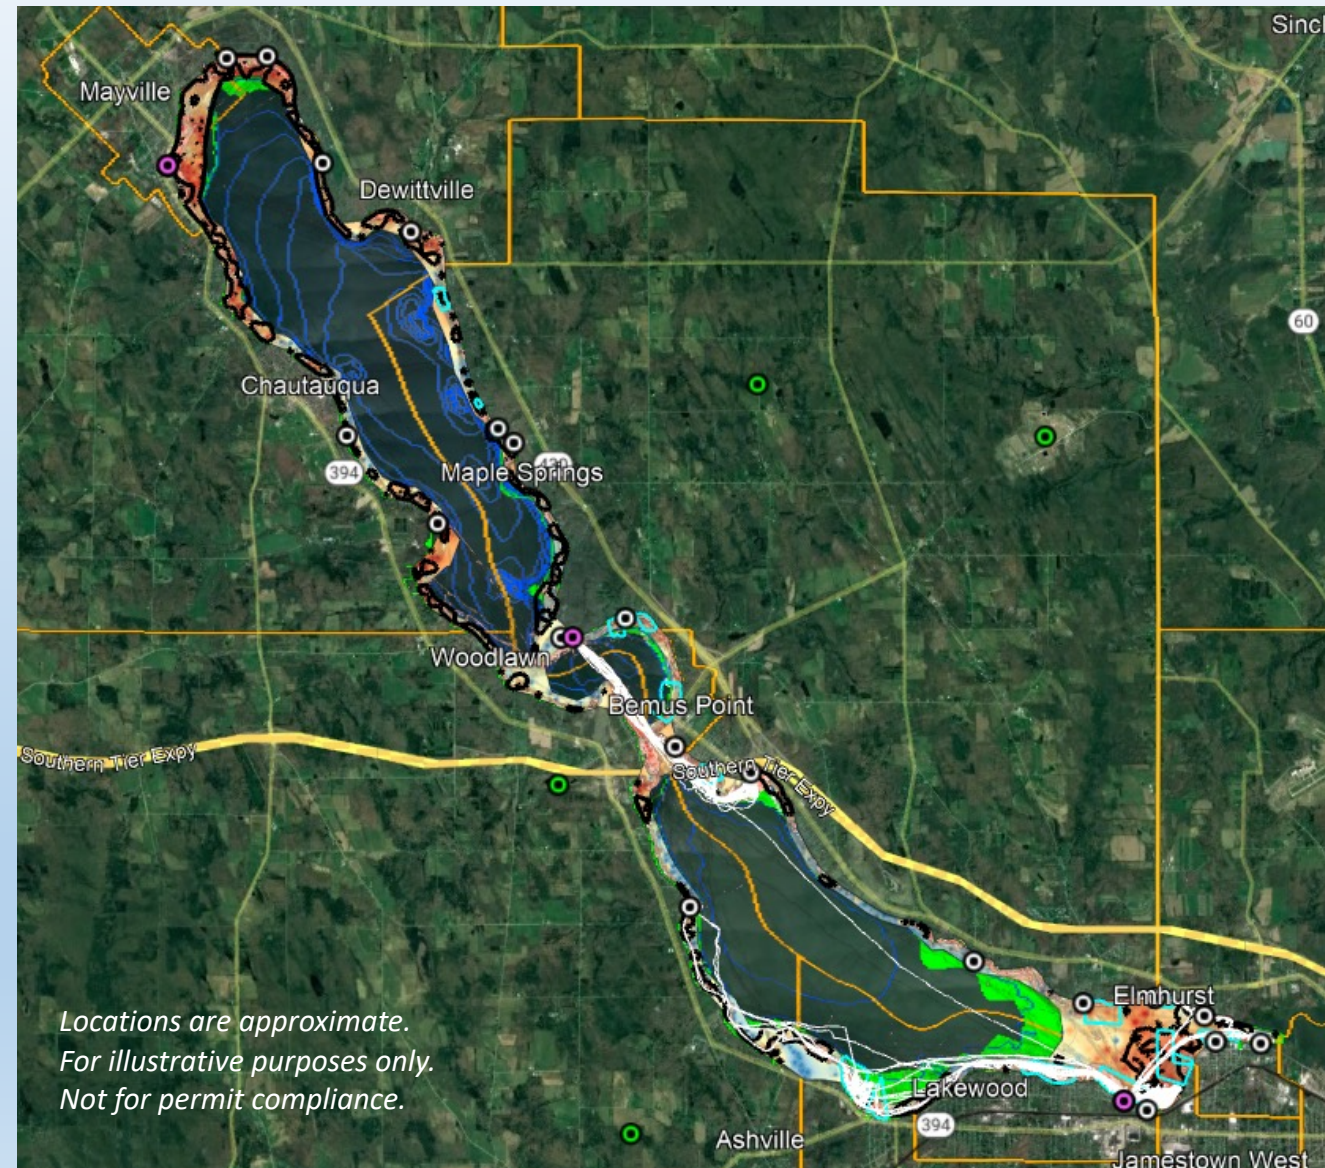 Sincl
Mayville
Dewittville
60
Chautauqua
394
Maple Springs
Woodlawn
Bemus Point
Southern Tier Expy
Southern Tier Expy
Elmhurst
Locations are approximate.
For illustrative purposes only.
Not for permit compliance.
Lakewood
394
Ashville
Jamestown West